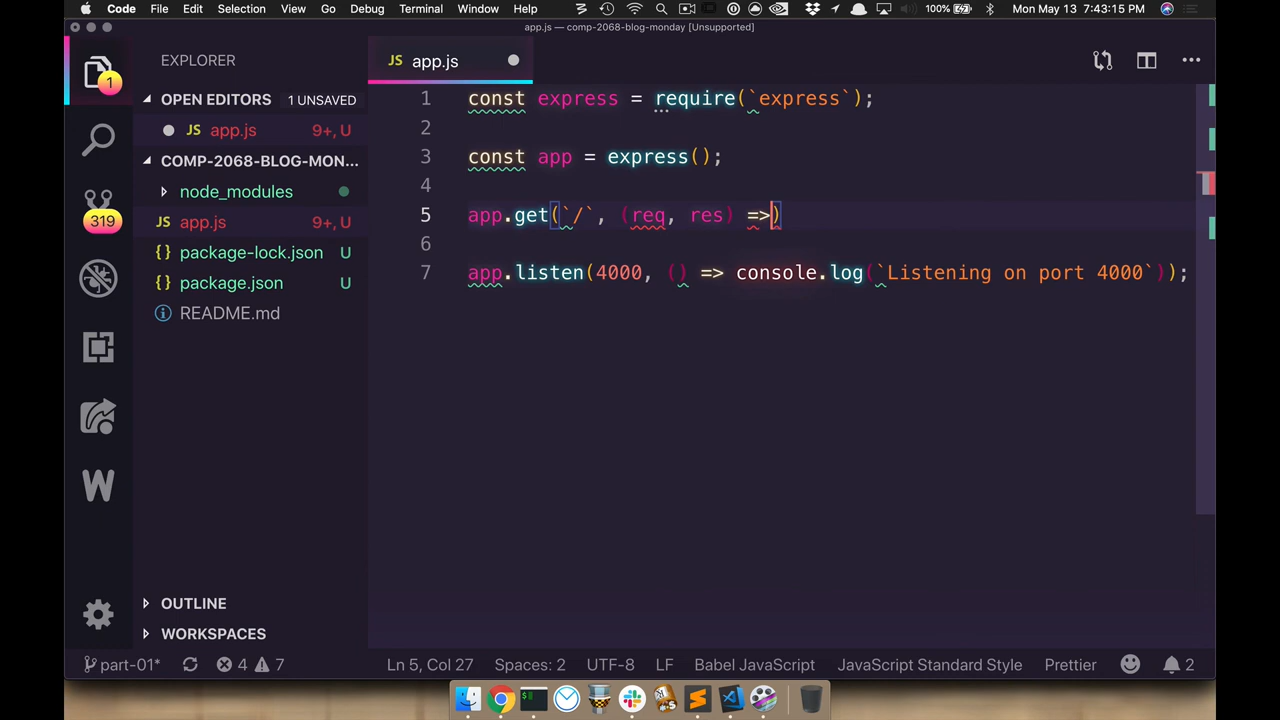 Code File Edit Selection View Go Debug Terminal Window Help 100% Mon May 13 7:43:15 PM
app.js — comp-2068-blog-monday [Unsupported]
EXPLORER
OPEN EDITORS 1 UNSAVED
JS app.js 9+, U
COMP-2068-BLOG-MON...
node_modules
JS app.js 9+, U
{} package-lock.json U
{} package.json U
README.md
OUTLINE
WORKSPACES
1
319
W
JS app.js
1 const express = require(`express`);
2
3 const app = express();
4
5 app.get(`/`, (req, res) =>)
6
7 app.listen(4000, () => console.log(`Listening on port 4000`));
part-01* 4 7 Ln 5, Col 27 Spaces: 2 UTF-8 LF Babel JavaScript JavaScript Standard Style Prettier 2